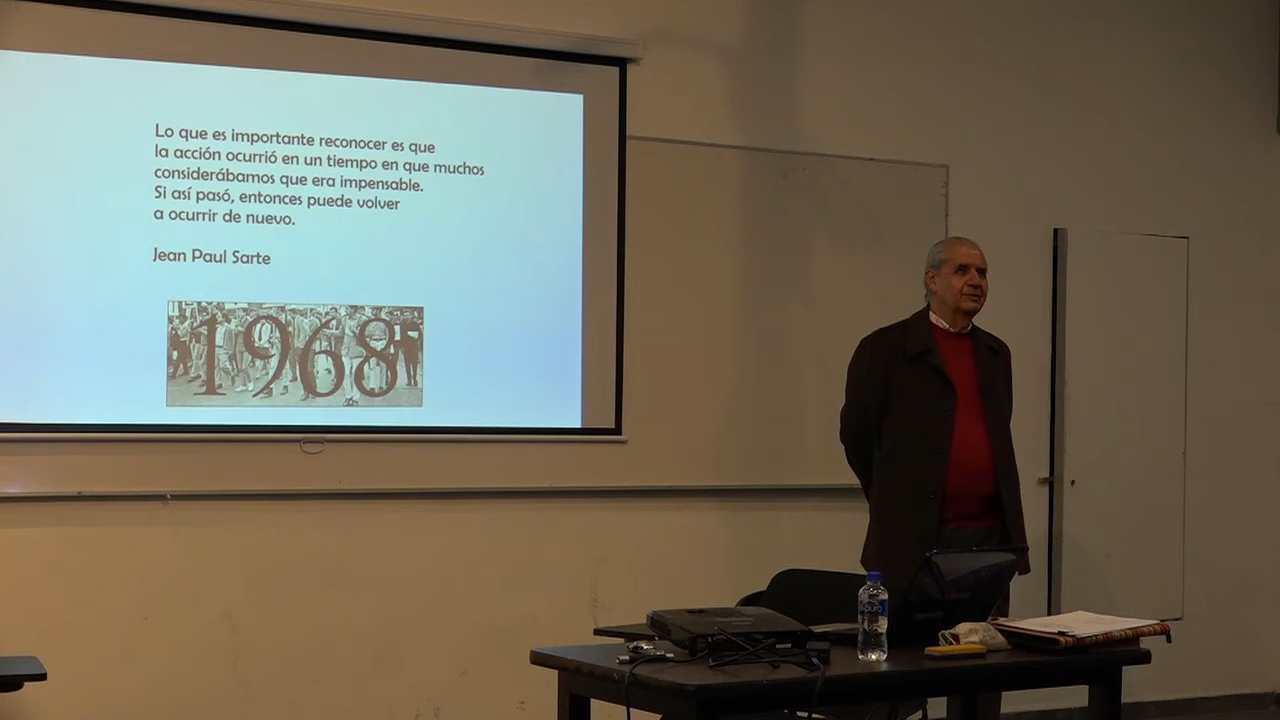 Lo que es importante reconocer es que
la acción ocurrió en un tiempo en que muchos
considerábamos que era impensable.
Si así pasó, entonces puede volver
a ocurrir de nuevo.
Jean Paul Sarte
1968